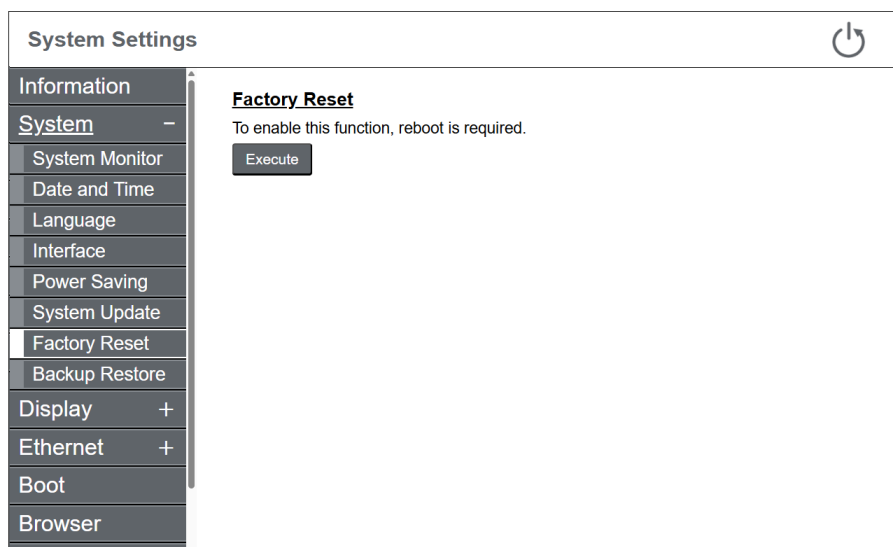 System Settings
Information
System −
System Monitor
Date and Time
Language
Interface
Power Saving
System Update
Factory Reset
Backup Restore
Display +
Ethernet +
Boot
Browser
Factory Reset
To enable this function, reboot is required.
Execute